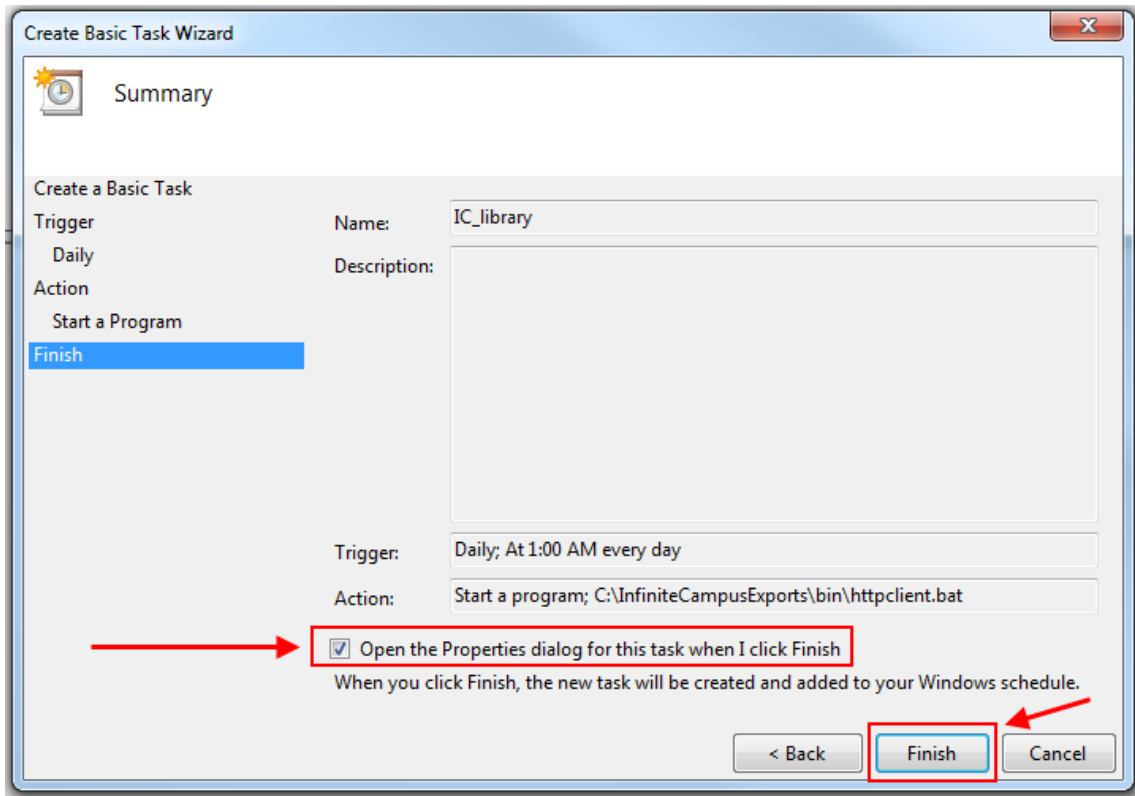 Create Basic Task Wizard
Summary
Create a Basic Task
Trigger
Daily
Action
Start a Program
Finish
Name:
IC_library
Description:
Trigger:
Daily; At 1:00 AM every day
Action:
Start a program; C:\InfiniteCampusExports\bin\httpclient.bat
Open the Properties dialog for this task when I click Finish
When you click Finish, the new task will be created and added to your Windows schedule.
< Back
Finish
Cancel